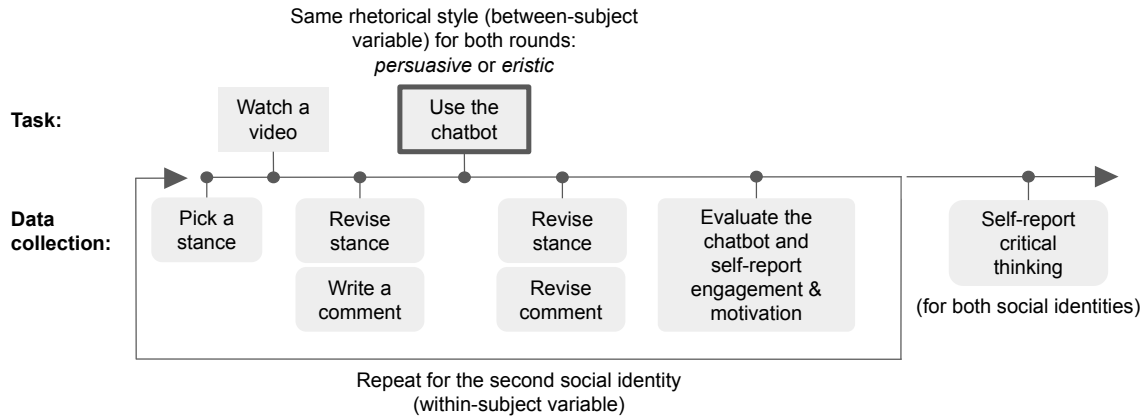 Same rhetorical style (between-subject
variable) for both rounds:
persuasive or eristic
Task:
Watch a
video
Use the
chatbot
Data
collection:
Pick a
stance
Revise
stance
Write a
comment
Revise
stance
Revise
comment
Evaluate the
chatbot and
self-report
engagement &
motivation
Self-report
critical
thinking
(for both social identities)
Repeat for the second social identity
(within-subject variable)